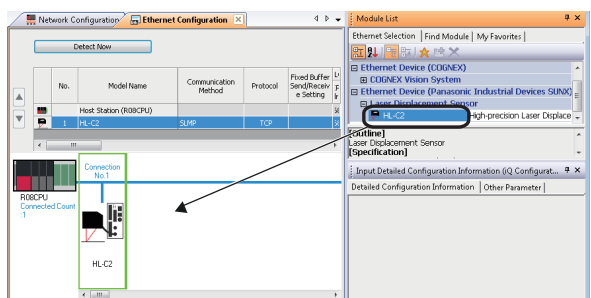 Network Configuration
Ethernet Configuration
Detect Now
No.
Model Name
Communication
Method
Protocol
Fixed Buffer
Send/Receiv
e Setting
Host Station (R08CPU)
1
HL-C2
SLMP
TCP
Connection
No.1
R08CPU
Connected Count
:1
HL-C2
Module List
Ethernet Selection
Find Module
My Favorites
Ethernet Device (COGNEX)
COGNEX Vision System
Ethernet Device (Panasonic Industrial Devices SUNX)
Laser Displacement Sensor
HL-C2
High-precision Laser Displace
[Outline]
Laser Displacement Sensor
[Specification]
Input Detailed Configuration Information (iQ Configurat...
Detailed Configuration Information
Other Parameter